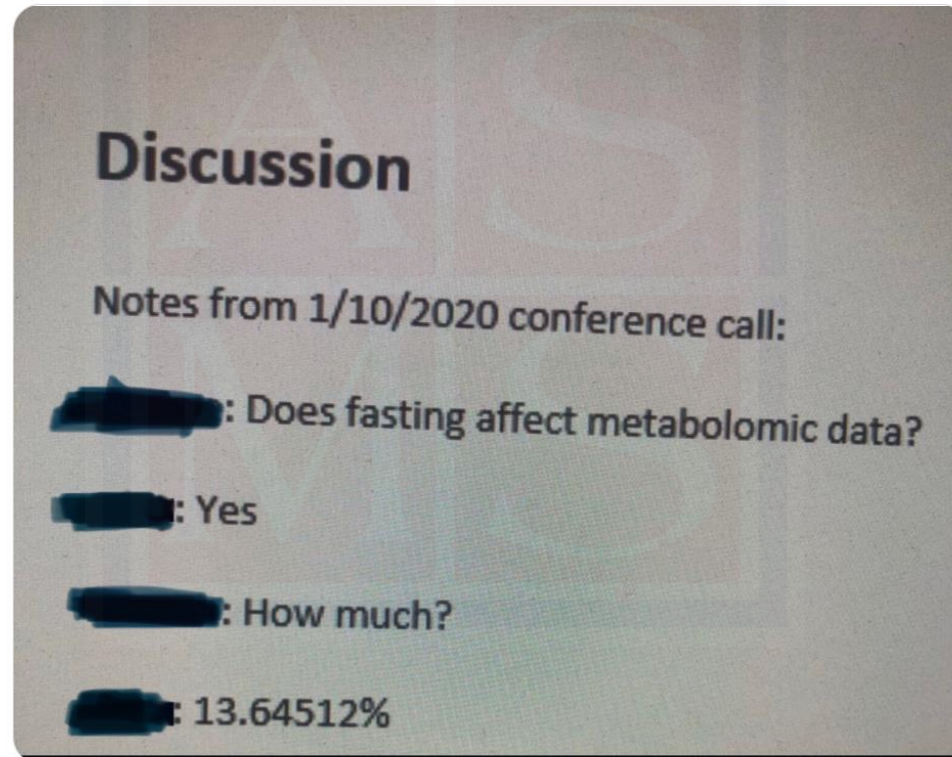 Discussion
Notes from 1/10/2020 conference call:
: Does fasting affect metabolomic data?
: Yes
: How much?
: 13.64512%
A S
M S